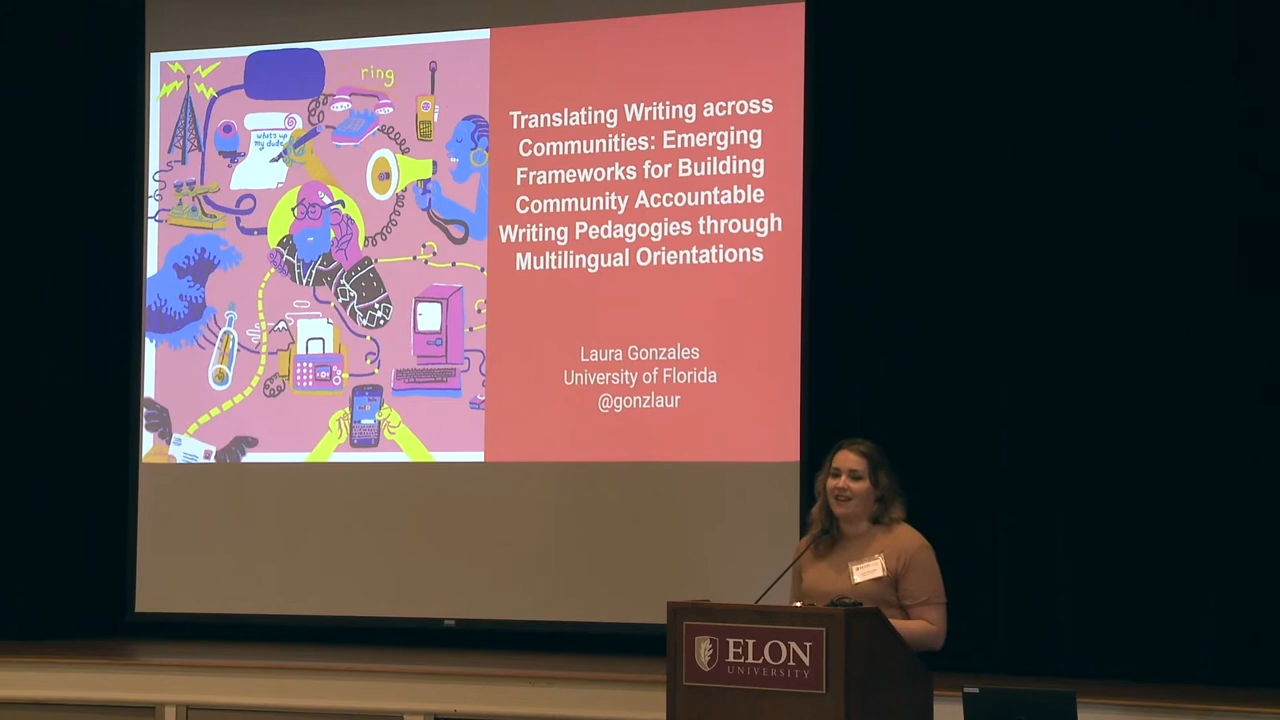 ring
what's up
my dude
Translating Writing across
Communities: Emerging
Frameworks for Building
Community Accountable
Writing Pedagogies through
Multilingual Orientations
Laura Gonzales
University of Florida
@gonzlaur
ELON
UNIVERSITY